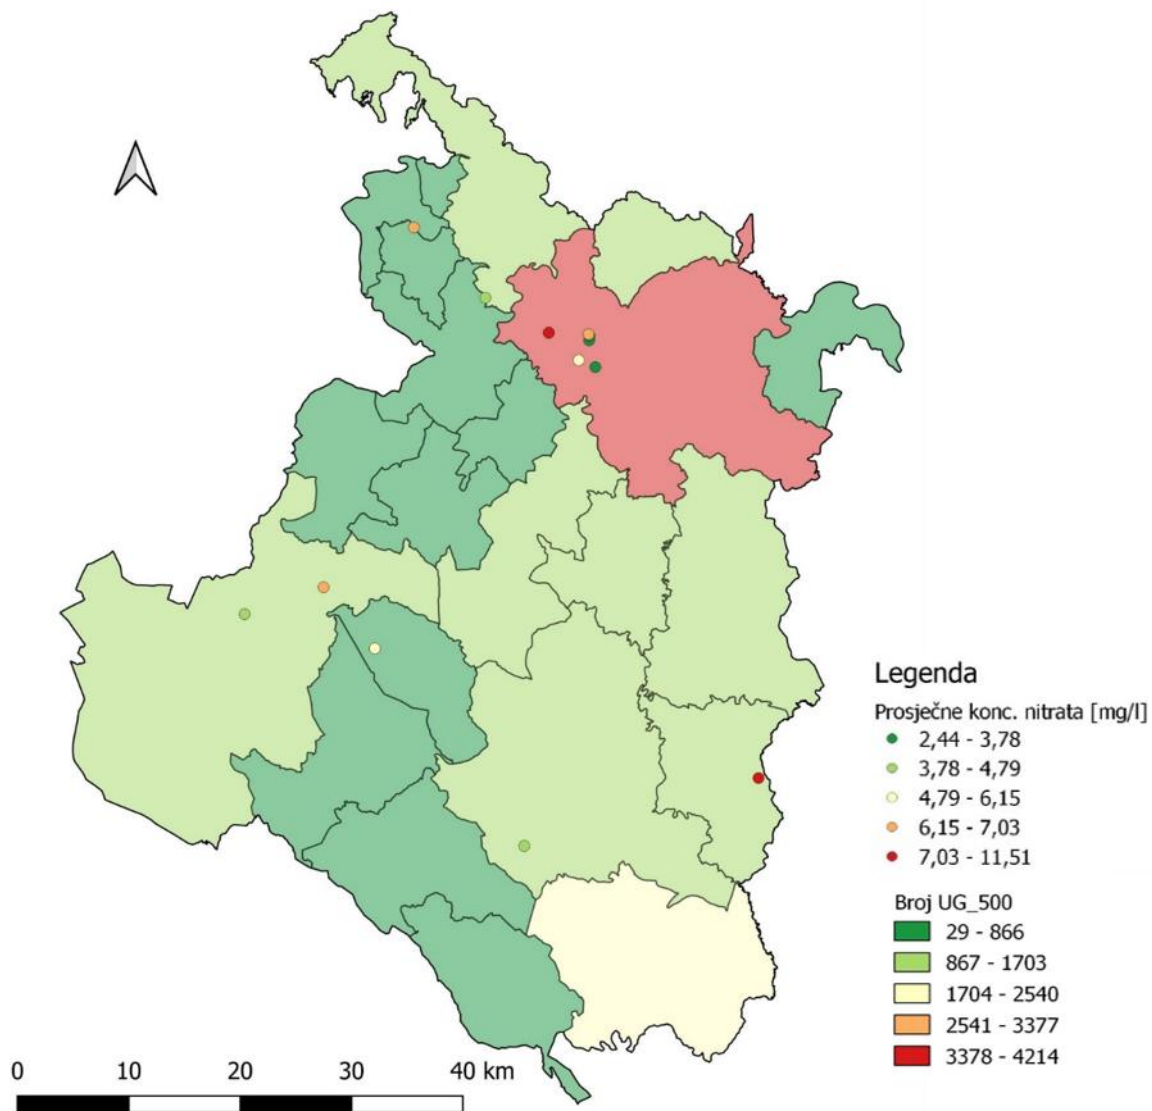 Legenda
Prosječne konc. nitrata [mg/l]
2,44 - 3,78
3,78 - 4,79
4,79 - 6,15
6,15 - 7,03
7,03 - 11,51
Broj UG_500
29 - 866
867 - 1703
1704 - 2540
2541 - 3377
3378 - 4214
0 10 20 30 40 km